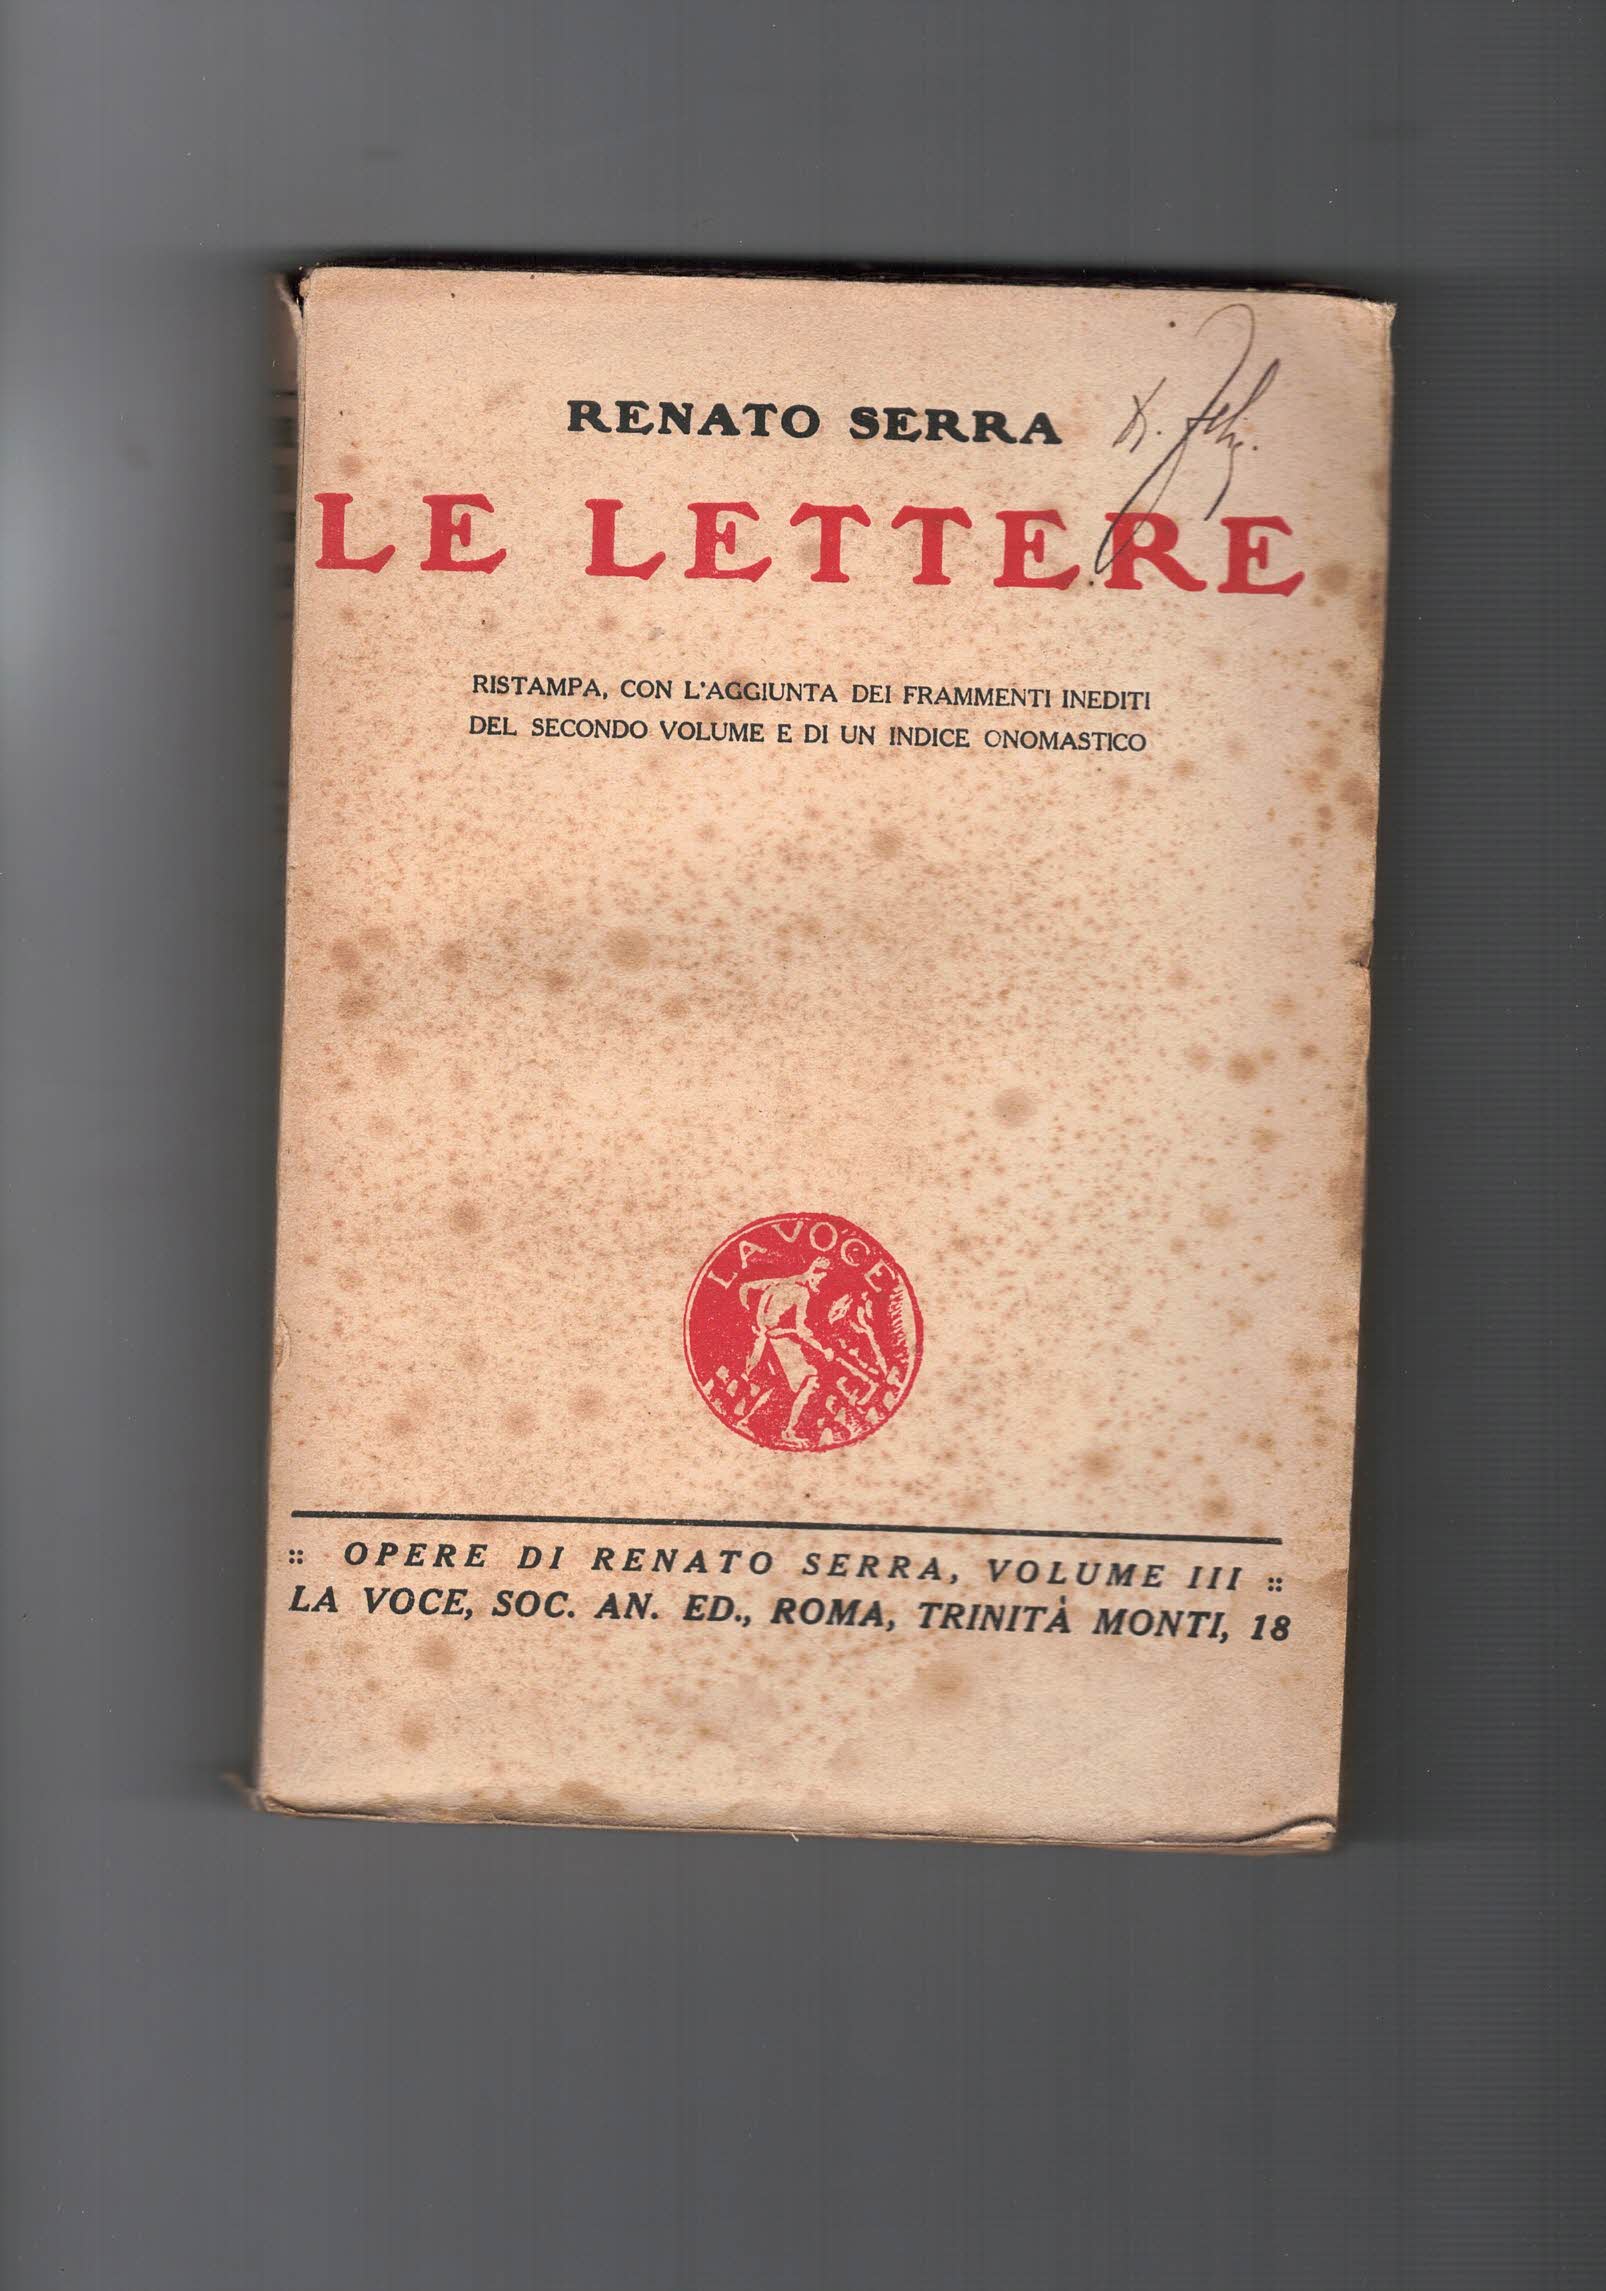 RENATO SERRA
LE LETTERE
RISTAMPA, CON L'AGGIUNTA DEI FRAMMENTI INEDITI
DEL SECONDO VOLUME E DI UN INDICE ONOMASTICO
LA VOCE
:: OPERE DI RENATO SERRA, VOLUME III ::
LA VOCE, SOC. AN. ED., ROMA, TRINITÀ MONTI, 18